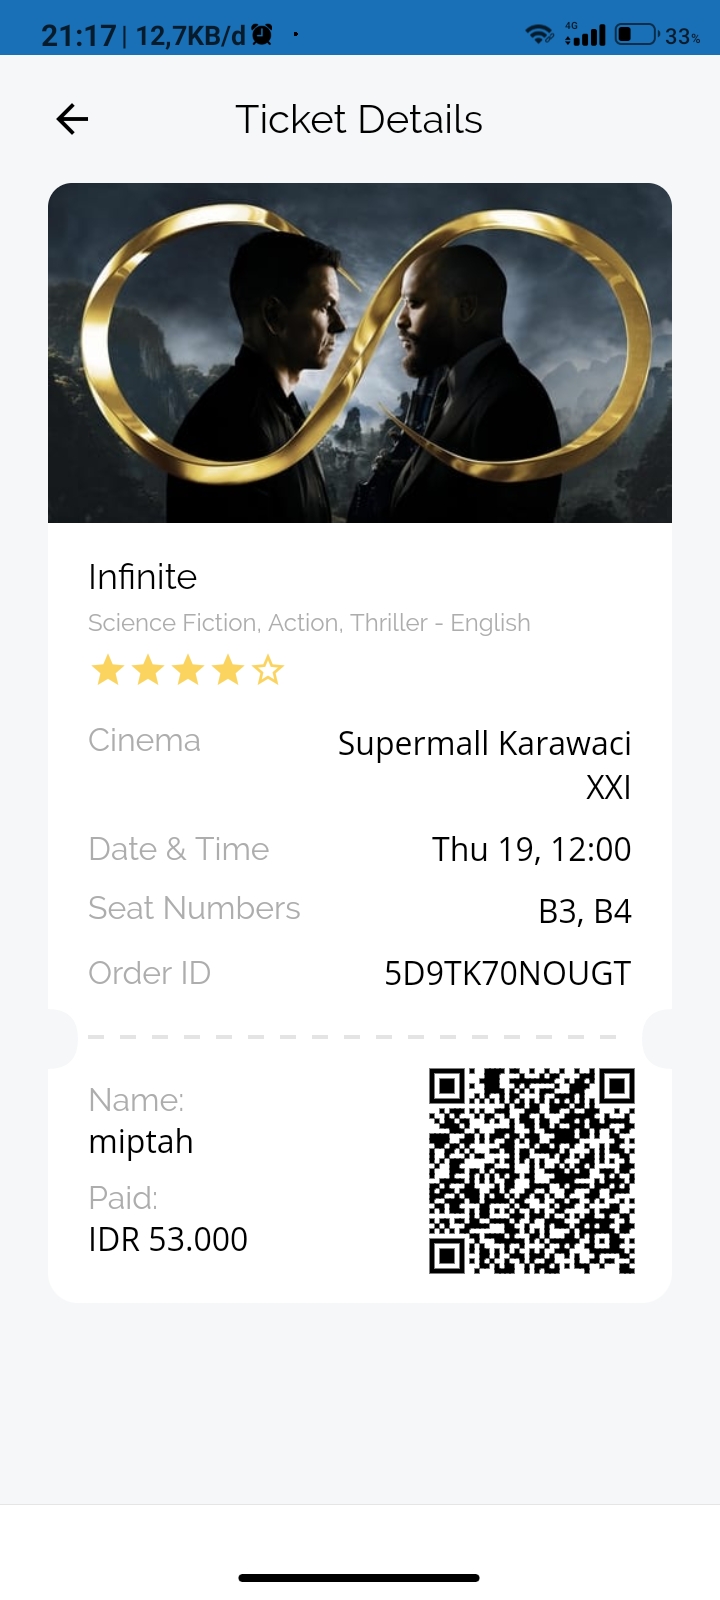 21:17 | 12,7KB/d
4G
33%
Ticket Details
Infinite
Science Fiction, Action, Thriller - English
Cinema
Supermall Karawaci
XXI
Date & Time
Thu 19, 12:00
Seat Numbers
B3, B4
Order ID
5D9TK70NOUGT
Name:
miptah
Paid:
IDR 53.000